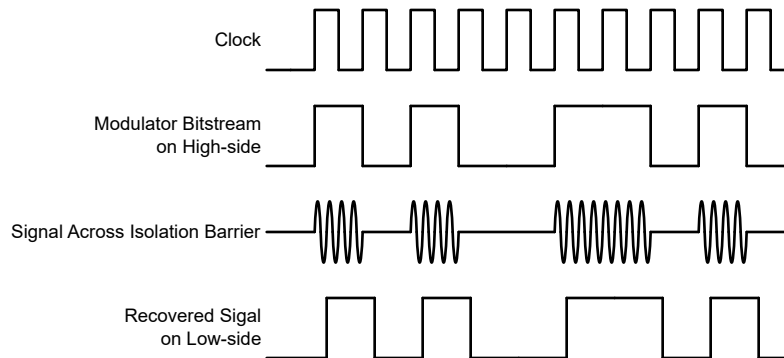 Clock
Modulator Bitstream
on High-side
Signal Across Isolation Barrier
Recovered Sigal
on Low-side